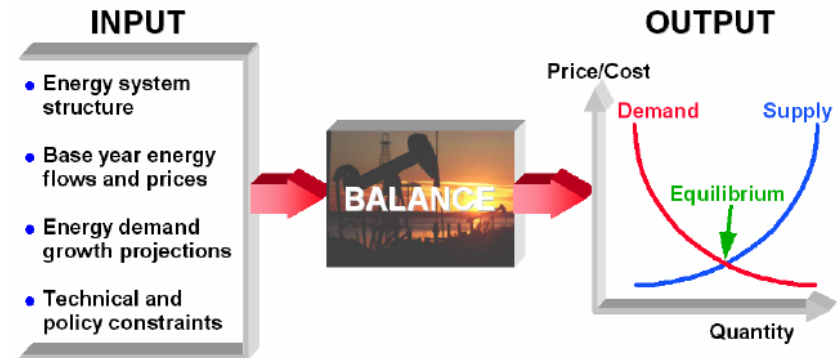 INPUT
• Energy system
structure
• Base year energy
flows and prices
• Energy demand
growth projections
• Technical and
policy constraints
BALANCE
OUTPUT
Price/Cost
Demand
Supply
Equilibrium
Quantity